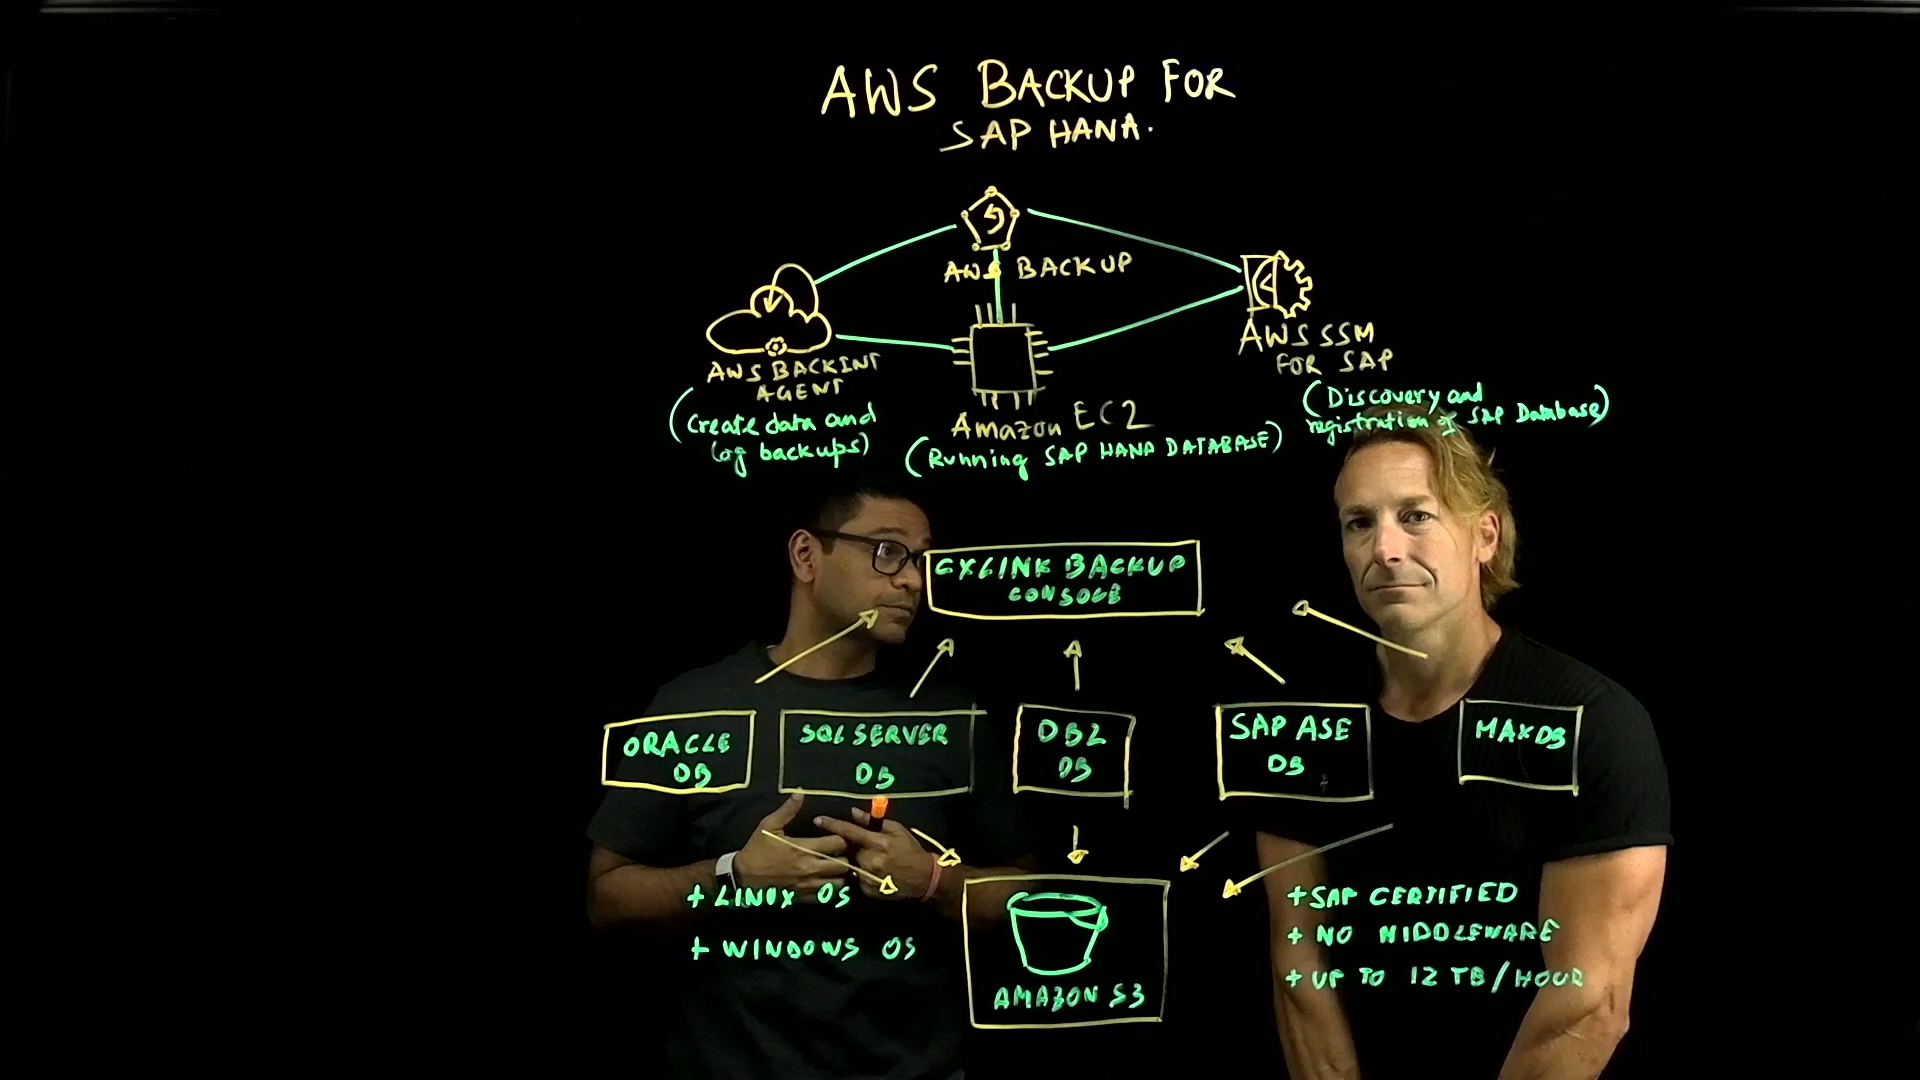 AWS BACKUP FOR
SAP HANA.
AWS BACKUP
AWS BACKINT
AGENT
(Create data and
log backups)
Amazon EC2
(Running SAP HANA DATABASE)
AWS SSM
FOR SAP
(Discovery and
registration of SAP Database)
CXLINK BACKUP
CONSOLE
ORACLE
DB
SQL SERVER
DB
DB2
DB
SAP ASE
DB
MAXDB
+ LINUX OS
+ WINDOWS OS
AMAZON S3
+ SAP CERTIFIED
+ NO MIDDLEWARE
+ UP TO 12 TB/HOUR